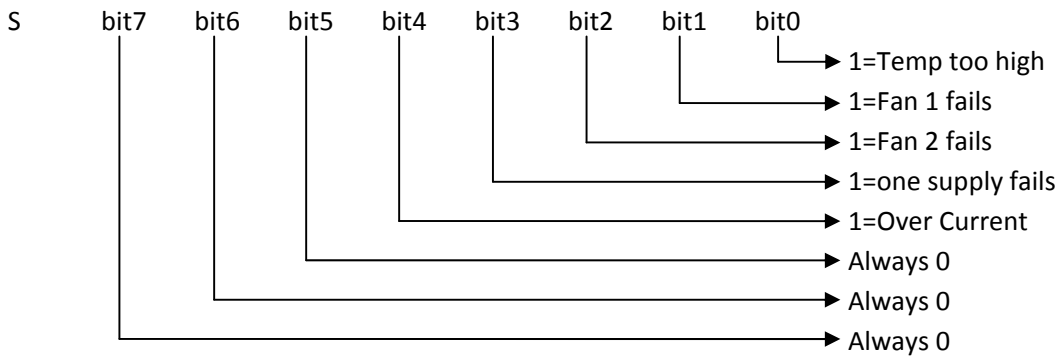 S bit7 bit6 bit5 bit4 bit3 bit2 bit1 bit0
1=Temp too high
1=Fan 1 fails
1=Fan 2 fails
1=one supply fails
1=Over Current
Always 0
Always 0
Always 0